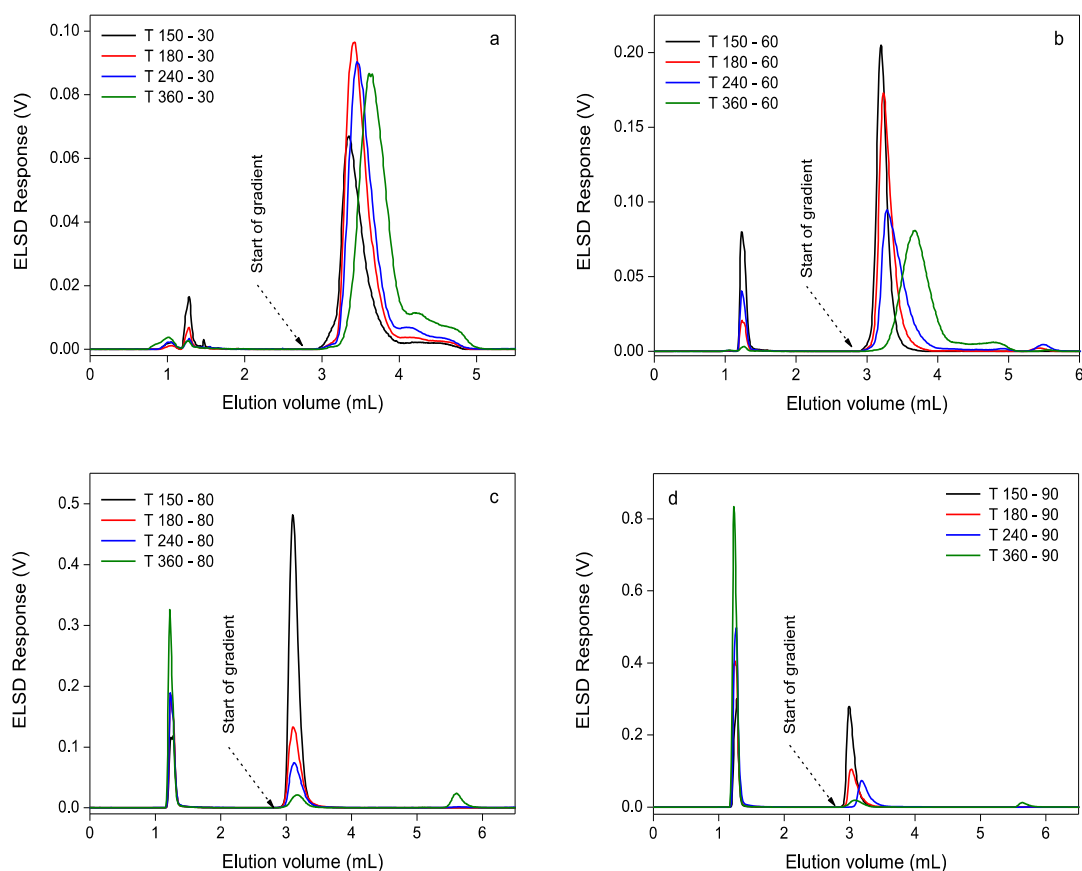 a
T 150 - 30
T 180 - 30
T 240 - 30
T 360 - 30
Start of gradient
ELSD Response (V)
0.10
0.08
0.06
0.04
0.02
0.00
0 1 2 3 4 5
Elution volume (mL)
b
T 150 - 60
T 180 - 60
T 240 - 60
T 360 - 60
Start of gradient
ELSD Response (V)
0.20
0.15
0.10
0.05
0.00
0 1 2 3 4 5 6
Elution volume (mL)
c
T 150 - 80
T 180 - 80
T 240 - 80
T 360 - 80
Start of gradient
ELSD Response (V)
0.5
0.4
0.3
0.2
0.1
0.0
0 1 2 3 4 5 6
Elution volume (mL)
d
T 150 - 90
T 180 - 90
T 240 - 90
T 360 - 90
Start of gradient
ELSD Response (V)
0.8
0.6
0.4
0.2
0.0
0 1 2 3 4 5 6
Elution volume (mL)